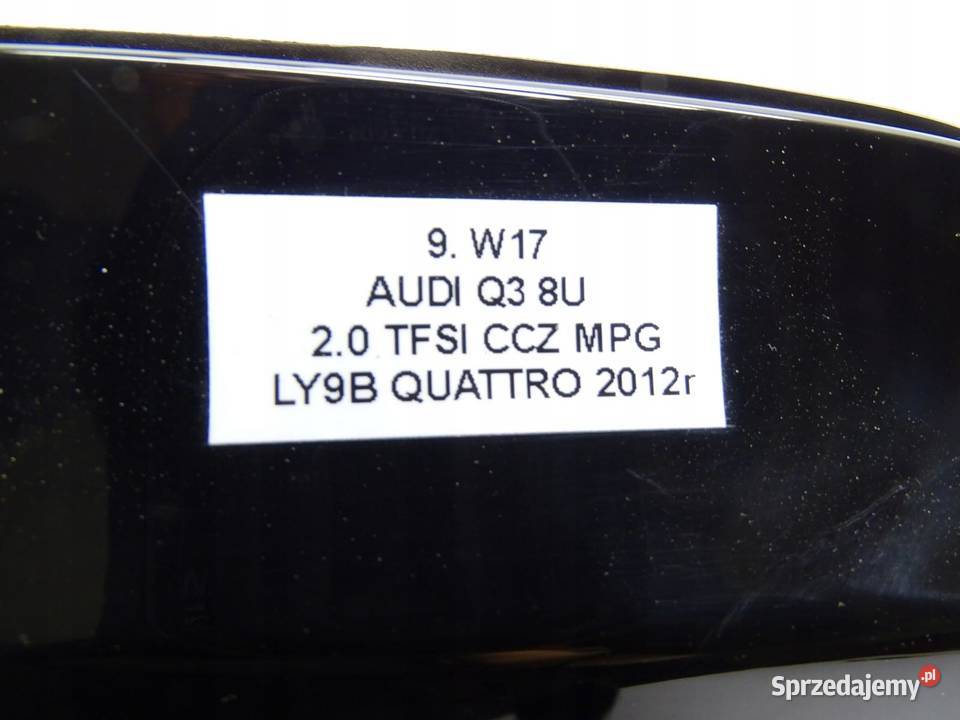 9. W17
AUDI Q3 8U
2.0 TFSI CCZ MPG
LY9B QUATTRO 2012r
Sprzedajemy.pl